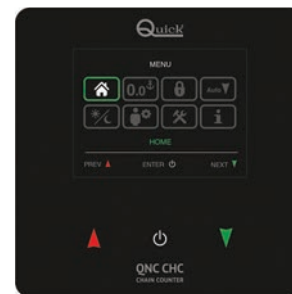 Quick®
MENU
0.0
Auto
i
HOME
PREV ENTER NEXT
QNC CHC
CHAIN COUNTER